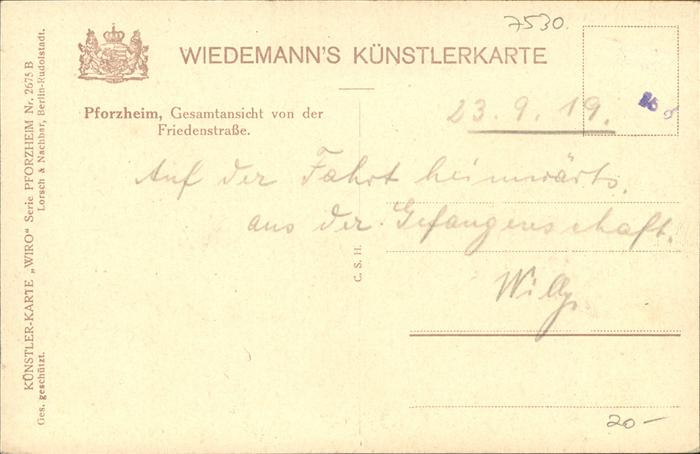 7530.
WIEDEMANN'S KÜNSTLERKARTE
Pforzheim, Gesamtansicht von der
Friedenstraße.
23.9.19.
Auf der Fahrt heimwärts.
aus der Gefangenschaft.
Willy.
C. S. H.
KÜNSTLER-KARTE „WIRO“ Serie PFORZHEIM Nr. 2675 B
Ges. geschützt. Lorsch & Nachbar, Berlin-Rudolstadt.
20—